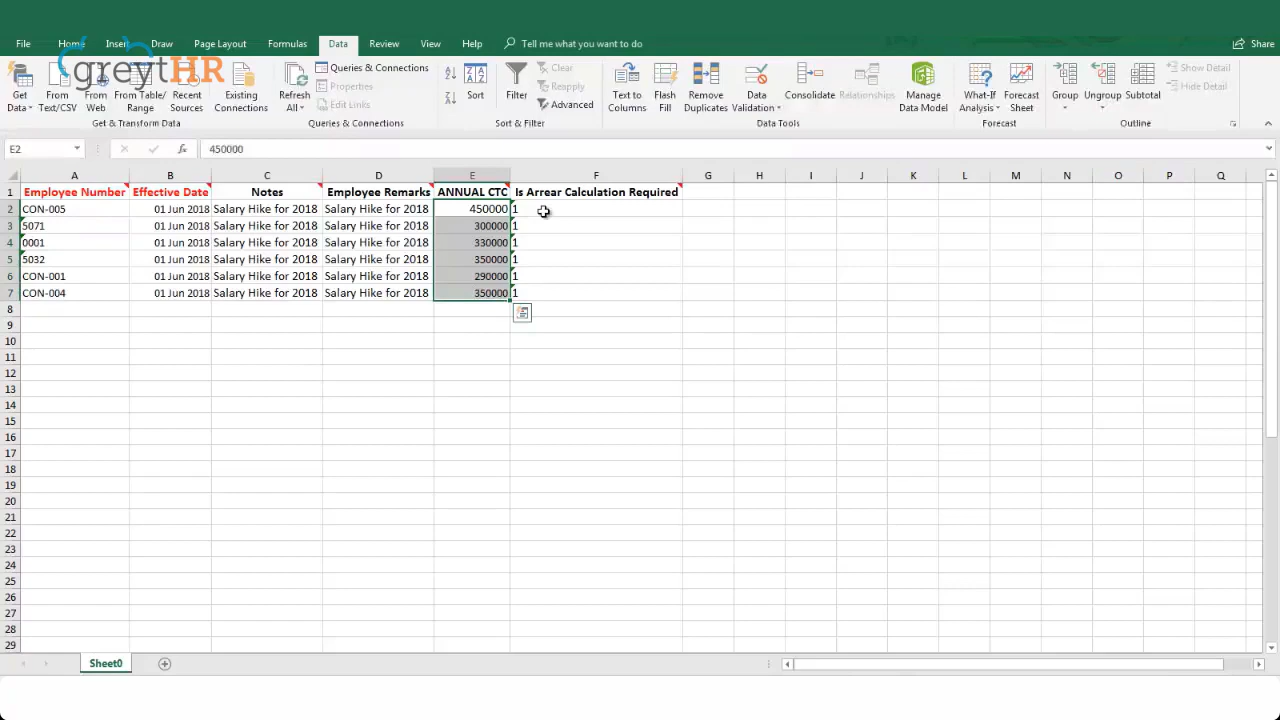 File Home Insert Draw Page Layout Formulas Data Review View Help Tell me what you want to do Share
greytHR
Get Data From Text/CSV From Web From Table/ Range Recent Sources Existing Connections Refresh All Queries & Connections Properties Edit Links Sort Filter Clear Reapply Advanced Text to Columns Flash Fill Remove Duplicates Data Validation Consolidate Relationships Manage Data Model What-If Analysis Forecast Sheet Group Ungroup Subtotal Show Detail Hide Detail
Get & Transform Data Queries & Connections Sort & Filter Data Tools Forecast Outline
E2 fx 450000
A B C D E F G H I J K L M N O P Q
1 Employee Number Effective Date Notes Employee Remarks ANNUAL CTC Is Arrear Calculation Required
2 CON-005 01 Jun 2018 Salary Hike for 2018 Salary Hike for 2018 450000 1
3 5071 01 Jun 2018 Salary Hike for 2018 Salary Hike for 2018 300000 1
4 0001 01 Jun 2018 Salary Hike for 2018 Salary Hike for 2018 330000 1
5 5032 01 Jun 2018 Salary Hike for 2018 Salary Hike for 2018 350000 1
6 CON-001 01 Jun 2018 Salary Hike for 2018 Salary Hike for 2018 290000 1
7 CON-004 01 Jun 2018 Salary Hike for 2018 Salary Hike for 2018 350000 1
8
9
10
11
12
13
14
15
16
17
18
19
20
21
22
23
24
25
26
27
28
29
Sheet0